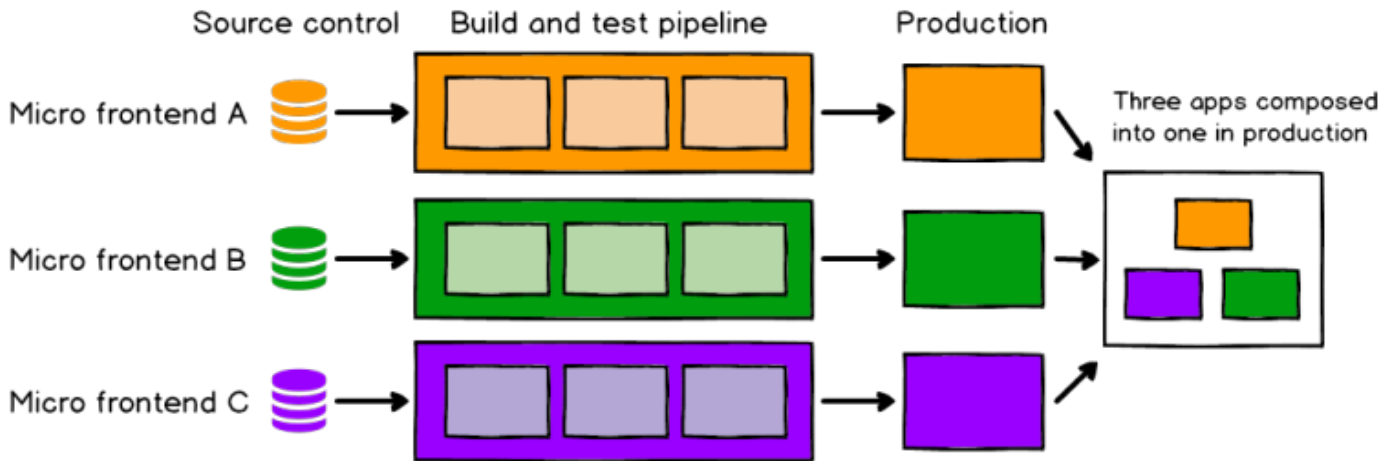 Source control
Build and test pipeline
Production
Micro frontend A
Three apps composed
into one in production
Micro frontend B
Micro frontend C